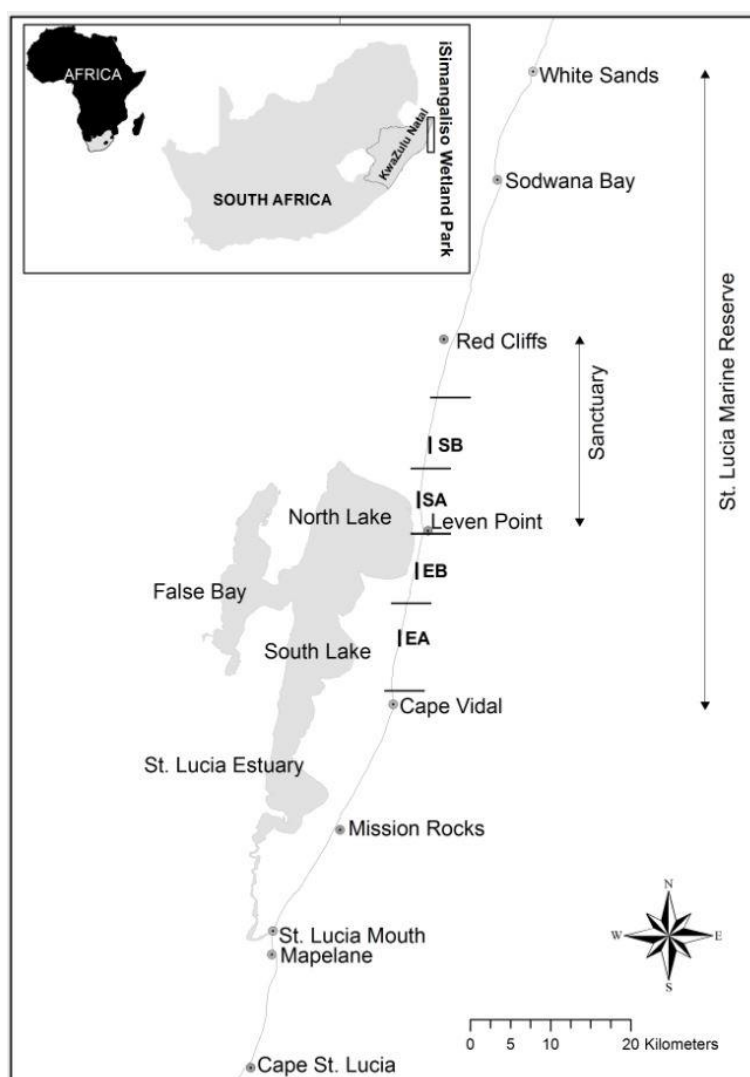 AFRICA
SOUTH AFRICA
KwaZulu Natal
iSimangaliso Wetland Park
White Sands
Sodwana Bay
Red Cliffs
SB
SA
North Lake
Leven Point
EB
False Bay
EA
South Lake
Cape Vidal
St. Lucia Estuary
Mission Rocks
St. Lucia Mouth
Mapelane
Cape St. Lucia
Sanctuary
St. Lucia Marine Reserve
N
W E
S
0 5 10 20 Kilometers